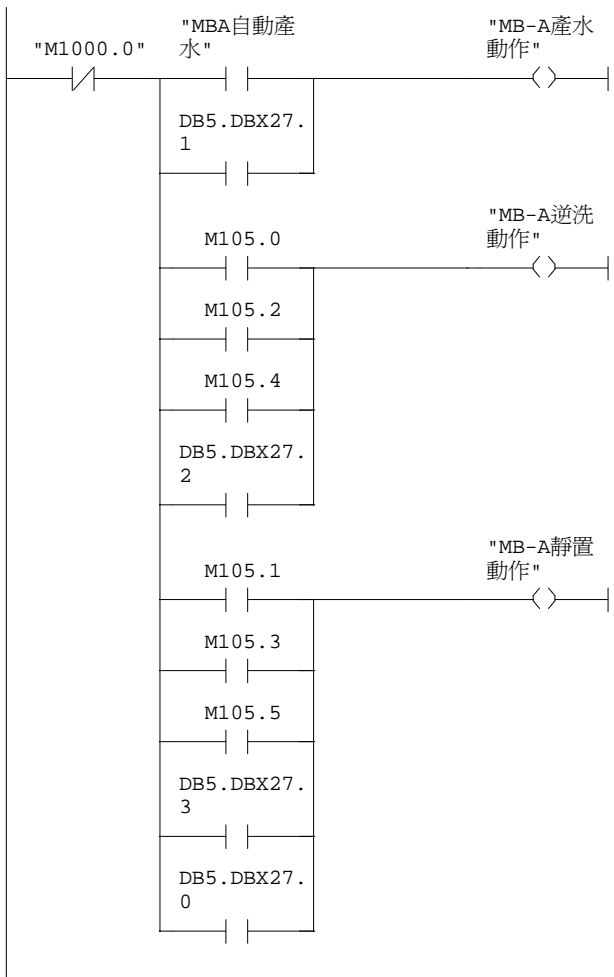 "M1000.0"
"MBA自動產
水"
"MB-A產水
動作"
DB5.DBX27.
1
M105.0
"MB-A逆洗
動作"
M105.2
M105.4
DB5.DBX27.
2
M105.1
"MB-A靜置
動作"
M105.3
M105.5
DB5.DBX27.
3
DB5.DBX27.
0